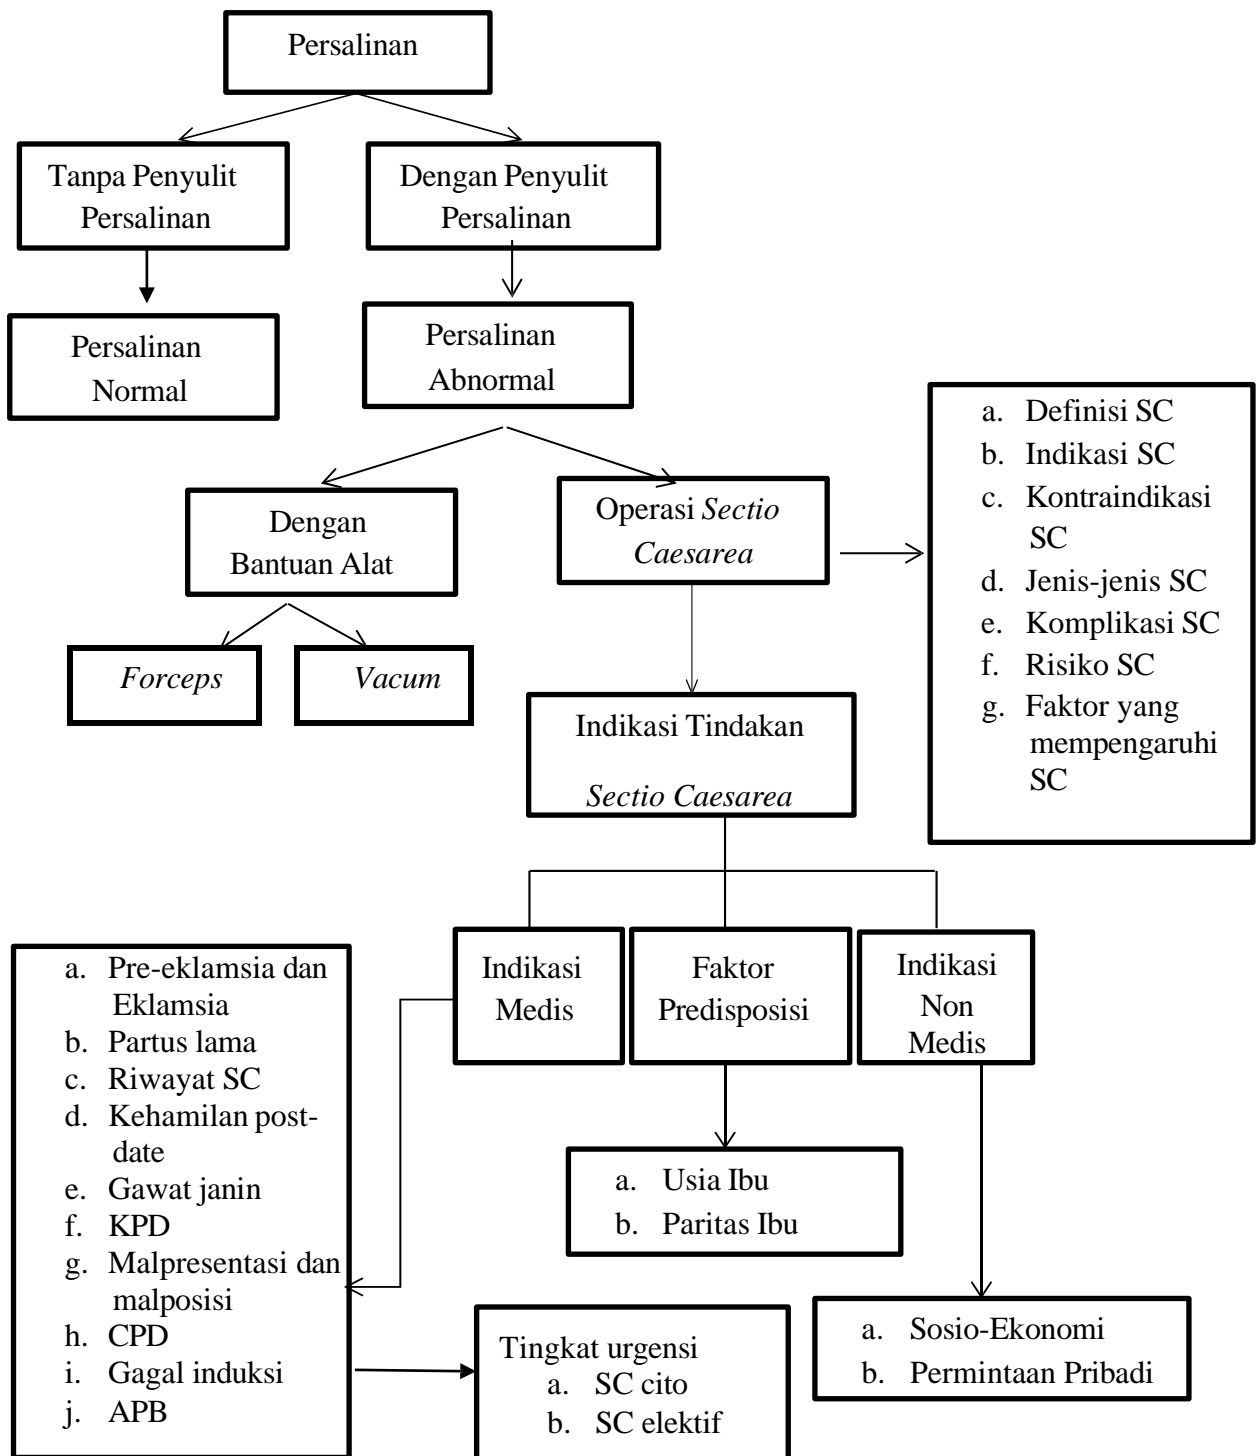 Persalinan
Tanpa Penyulit
Persalinan
Dengan Penyulit
Persalinan
Persalinan
Normal
Persalinan
Abnormal
Dengan
Bantuan Alat
Operasi Sectio
Caesarea
a. Definisi SC
b. Indikasi SC
c. Kontraindikasi
SC
d. Jenis-jenis SC
e. Komplikasi SC
f. Risiko SC
g. Faktor yang
mempengaruhi
SC
Forceps
Vacum
Indikasi Tindakan
Sectio Caesarea
Indikasi
Medis
Faktor
Predisposisi
Indikasi
Non
Medis
a. Pre-eklamsia dan
Eklamsia
b. Partus lama
c. Riwayat SC
d. Kehamilan post-
date
e. Gawat janin
f. KPD
g. Malpresentasi dan
malposisi
h. CPD
i. Gagal induksi
j. APB
a. Usia Ibu
b. Paritas Ibu
Tingkat urgensi
a. SC cito
b. SC elektif
a. Sosio-Ekonomi
b. Permintaan Pribadi